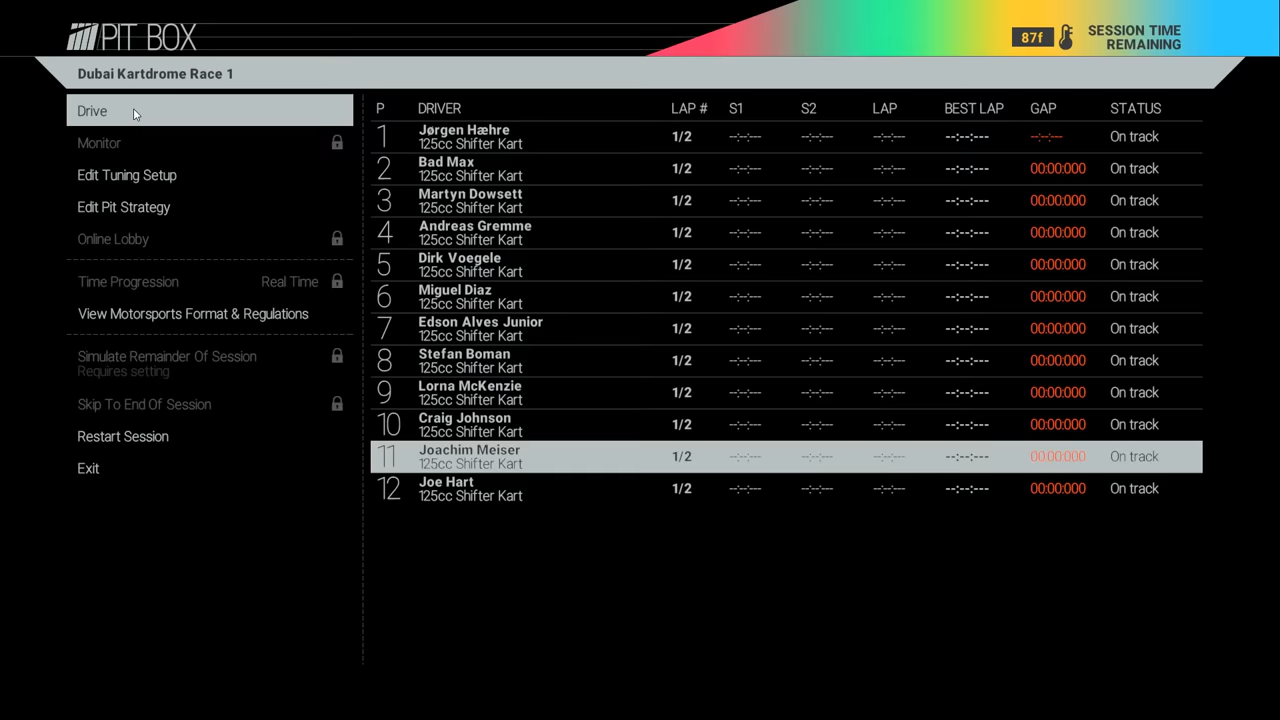 PIT BOX
87f
SESSION TIME
REMAINING
Dubai Kartdrome Race 1
Drive
Monitor
Edit Tuning Setup
Edit Pit Strategy
Online Lobby
Time Progression Real Time
View Motorsports Format & Regulations
Simulate Remainder Of Session
Requires setting
Skip To End Of Session
Restart Session
Exit
P DRIVER LAP # S1 S2 LAP BEST LAP GAP STATUS
1 Jørgen Hæhre 1/2 --:--:--- --:--:--- --:--:--- --:--:--- --:--:--- On track
125cc Shifter Kart
2 Bad Max 1/2 --:--:--- --:--:--- --:--:--- --:--:--- 00:00:000 On track
125cc Shifter Kart
3 Martyn Dowsett 1/2 --:--:--- --:--:--- --:--:--- --:--:--- 00:00:000 On track
125cc Shifter Kart
4 Andreas Gremme 1/2 --:--:--- --:--:--- --:--:--- --:--:--- 00:00:000 On track
125cc Shifter Kart
5 Dirk Voegele 1/2 --:--:--- --:--:--- --:--:--- --:--:--- 00:00:000 On track
125cc Shifter Kart
6 Miguel Diaz 1/2 --:--:--- --:--:--- --:--:--- --:--:--- 00:00:000 On track
125cc Shifter Kart
7 Edson Alves Junior 1/2 --:--:--- --:--:--- --:--:--- --:--:--- 00:00:000 On track
125cc Shifter Kart
8 Stefan Boman 1/2 --:--:--- --:--:--- --:--:--- --:--:--- 00:00:000 On track
125cc Shifter Kart
9 Lorna McKenzie 1/2 --:--:--- --:--:--- --:--:--- --:--:--- 00:00:000 On track
125cc Shifter Kart
10 Craig Johnson 1/2 --:--:--- --:--:--- --:--:--- --:--:--- 00:00:000 On track
125cc Shifter Kart
11 Joachim Meiser 1/2 --:--:--- --:--:--- --:--:--- --:--:--- 00:00:000 On track
125cc Shifter Kart
12 Joe Hart 1/2 --:--:--- --:--:--- --:--:--- --:--:--- 00:00:000 On track
125cc Shifter Kart